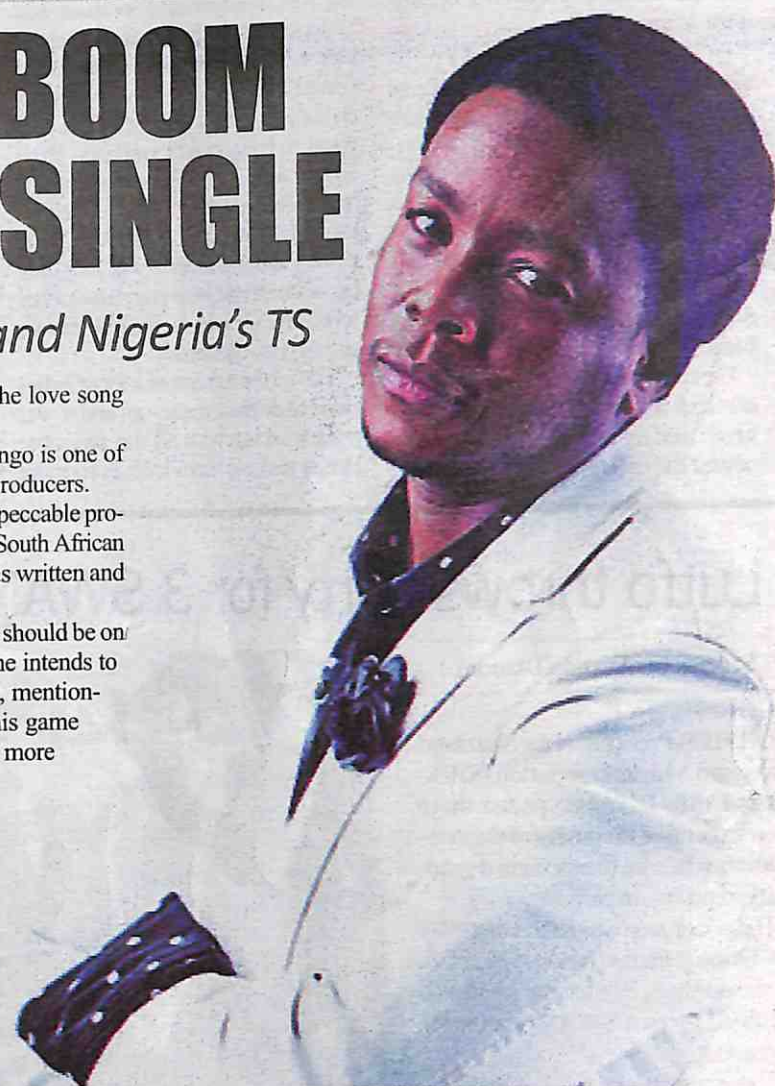 BOOM
SINGLE
and Nigeria's TS
he love song
ngo is one of
roducers.
peccable pro-
South African
s written and
should be on
he intends to
, mention-
is game
more